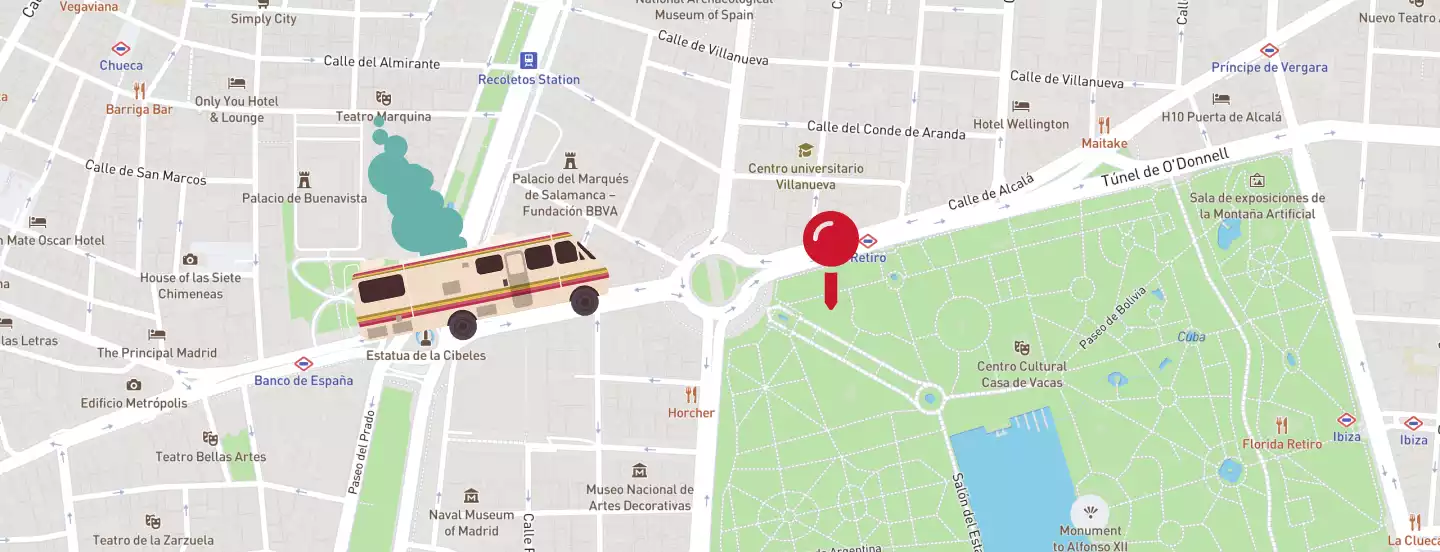 National Archaeological
Museum of Spain
Simply City
Vegaviana
Nuevo Teatro
Chueca
Calle de Villanueva
Calle del Almirante
Recoletos Station
Príncipe de Vergara
Calle de Villanueva
Barriga Bar
Only You Hotel
& Lounge
Teatro Marquina
Hotel Wellington
H10 Puerta de Alcalá
Calle del Conde de Aranda
Maitake
Calle de San Marcos
Palacio de Buenavista
Palacio del Marqués
de Salamanca –
Fundación BBVA
Centro universitario
Villanueva
Calle de Alcalá
Túnel de O'Donnell
Sala de exposiciones de
la Montaña Artificial
Mate Oscar Hotel
Retiro
House of las Siete
Chimeneas
Paseo de Bolivia
Cuba
las Letras
The Principal Madrid
Estatua de la Cibeles
Banco de España
Centro Cultural
Casa de Vacas
Edificio Metrópolis
Horcher
Paseo del Prado
Teatro Bellas Artes
Florida Retiro
Ibiza
Ibiza
Museo Nacional de
Artes Decorativas
Naval Museum
of Madrid
Calle
Salón del Esta
Teatro de la Zarzuela
Monument
to Alfonso XII
La Clueca
de Argentina